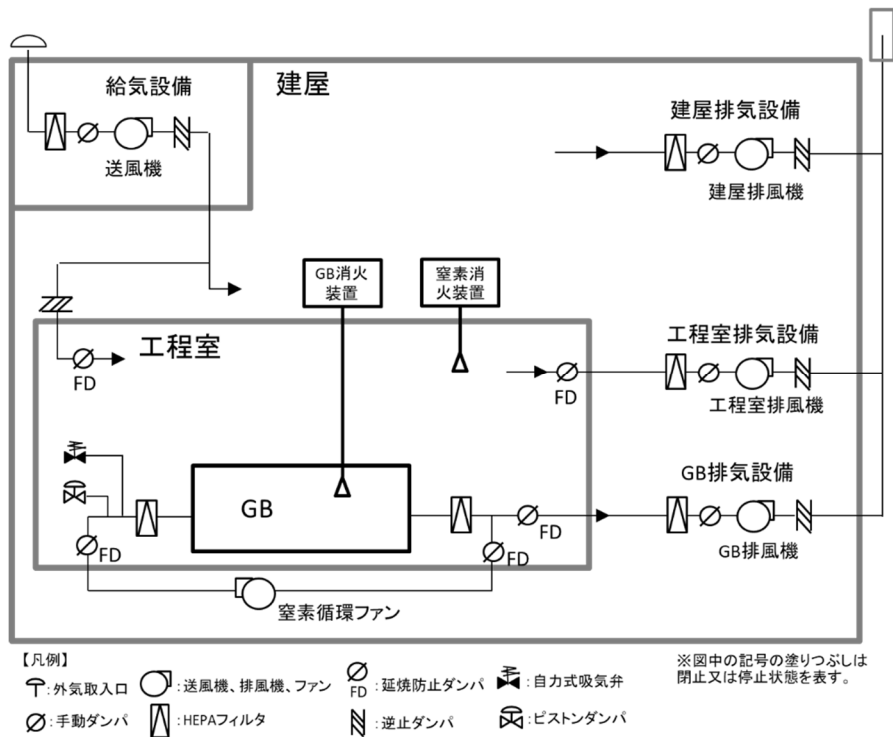 給気設備
送風機
建屋
建屋排気設備
建屋排風機
GB消火
装置
窒素消
火装置
工程室
FD
FD
工程室排気設備
工程室排風機
GB
FD
FD
FD
GB排気設備
GB排風機
窒素循環ファン
【凡例】
:外気取入口
:送風機、排風機、ファン
FD
:延焼防止ダンパ
:自力式吸気弁
:手動ダンパ
:HEPAフィルタ
:逆止ダンパ
:ピストンダンパ
※図中の記号の塗りつぶしは
閉止又は停止状態を表す。